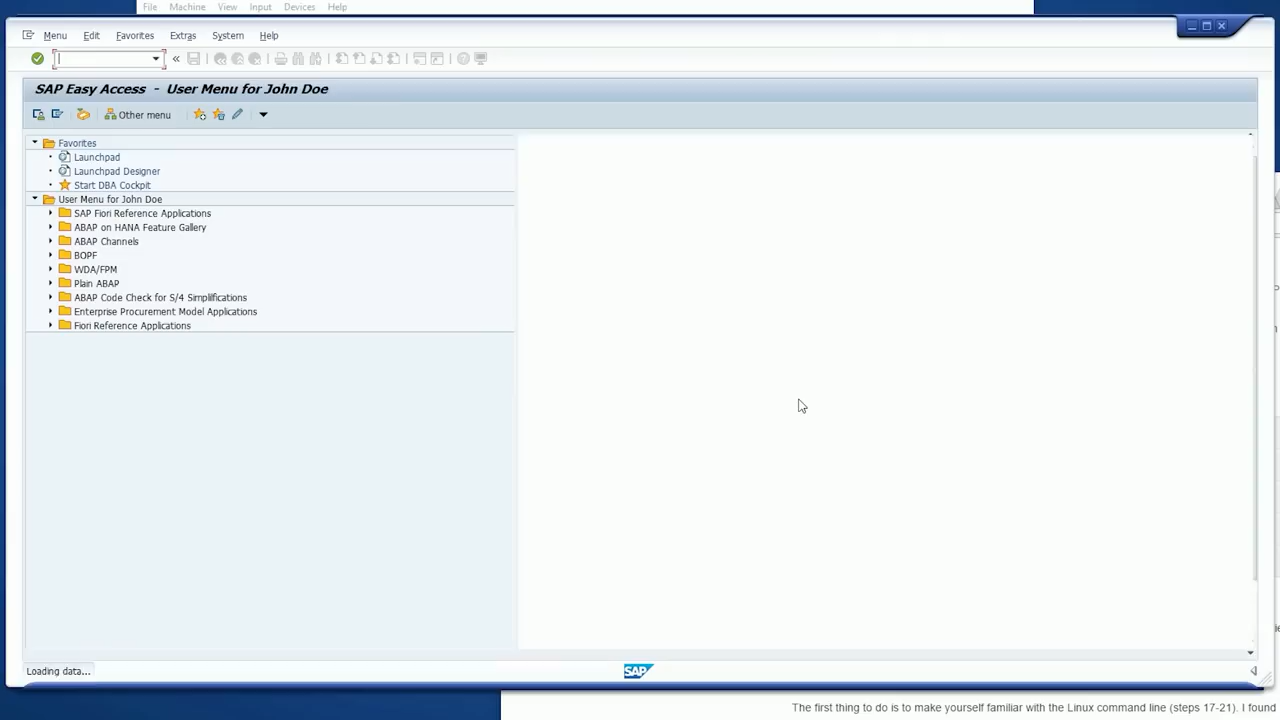 File Machine View Input Devices Help
Menu Edit Favorites Extras System Help
SAP Easy Access - User Menu for John Doe
Other menu
Favorites
Launchpad
Launchpad Designer
Start DBA Cockpit
User Menu for John Doe
SAP Fiori Reference Applications
ABAP on HANA Feature Gallery
ABAP Channels
BOPF
WDA/FPM
Plain ABAP
ABAP Code Check for S/4 Simplifications
Enterprise Procurement Model Applications
Fiori Reference Applications
Loading data...
SAP
The first thing to do is to make yourself familiar with the Linux command line (steps 17-21). I found